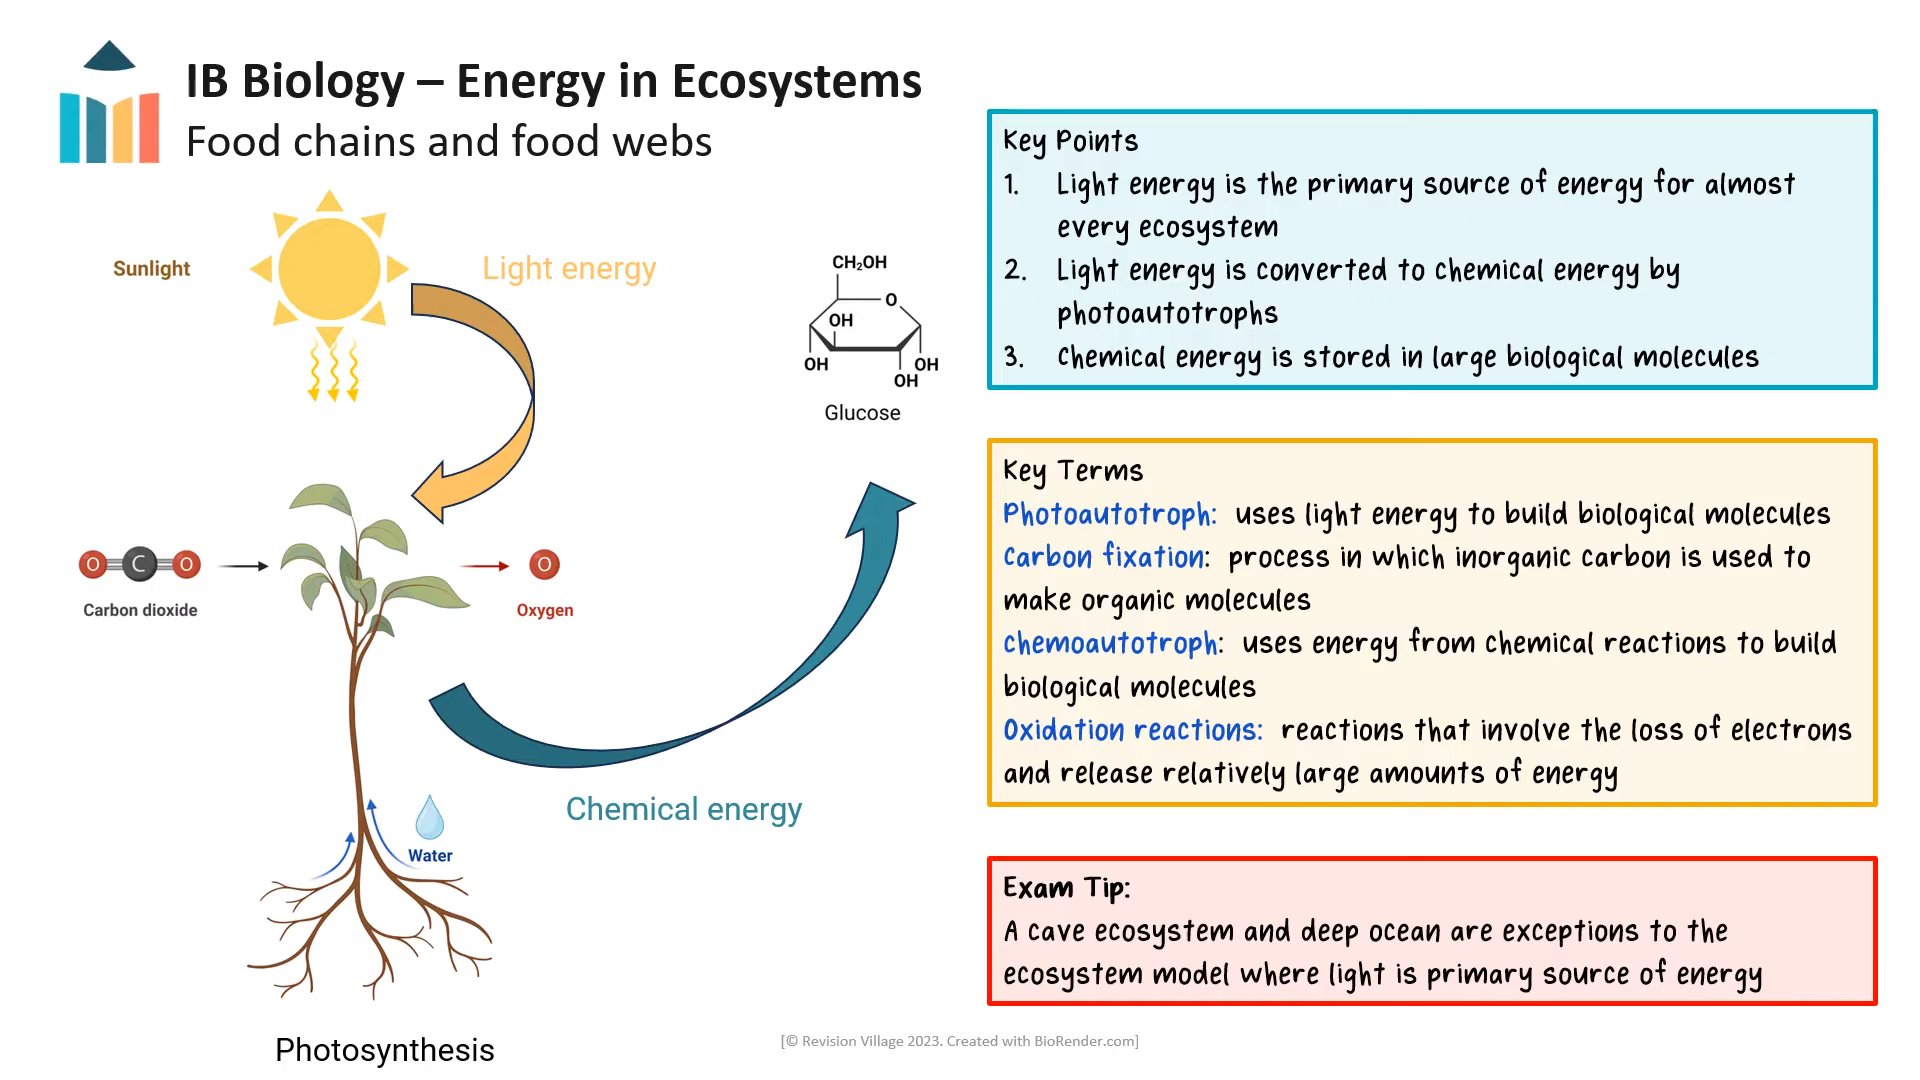 IB Biology – Energy in Ecosystems
Food chains and food webs
Sunlight
Light energy
CH₂OH
O
OH
OH
OH
OH
Glucose
O C O
Carbon dioxide
O
Oxygen
Chemical energy
Water
Photosynthesis
Key Points
1. Light energy is the primary source of energy for almost
every ecosystem
2. Light energy is converted to chemical energy by
photoautotrophs
3. Chemical energy is stored in large biological molecules
Key Terms
Photoautotroph: uses light energy to build biological molecules
Carbon fixation: process in which inorganic carbon is used to
make organic molecules
chemoautotroph: uses energy from chemical reactions to build
biological molecules
Oxidation reactions: reactions that involve the loss of electrons
and release relatively large amounts of energy
Exam Tip:
A cave ecosystem and deep ocean are exceptions to the
ecosystem model where light is primary source of energy
[© Revision Village 2023. Created with BioRender.com]